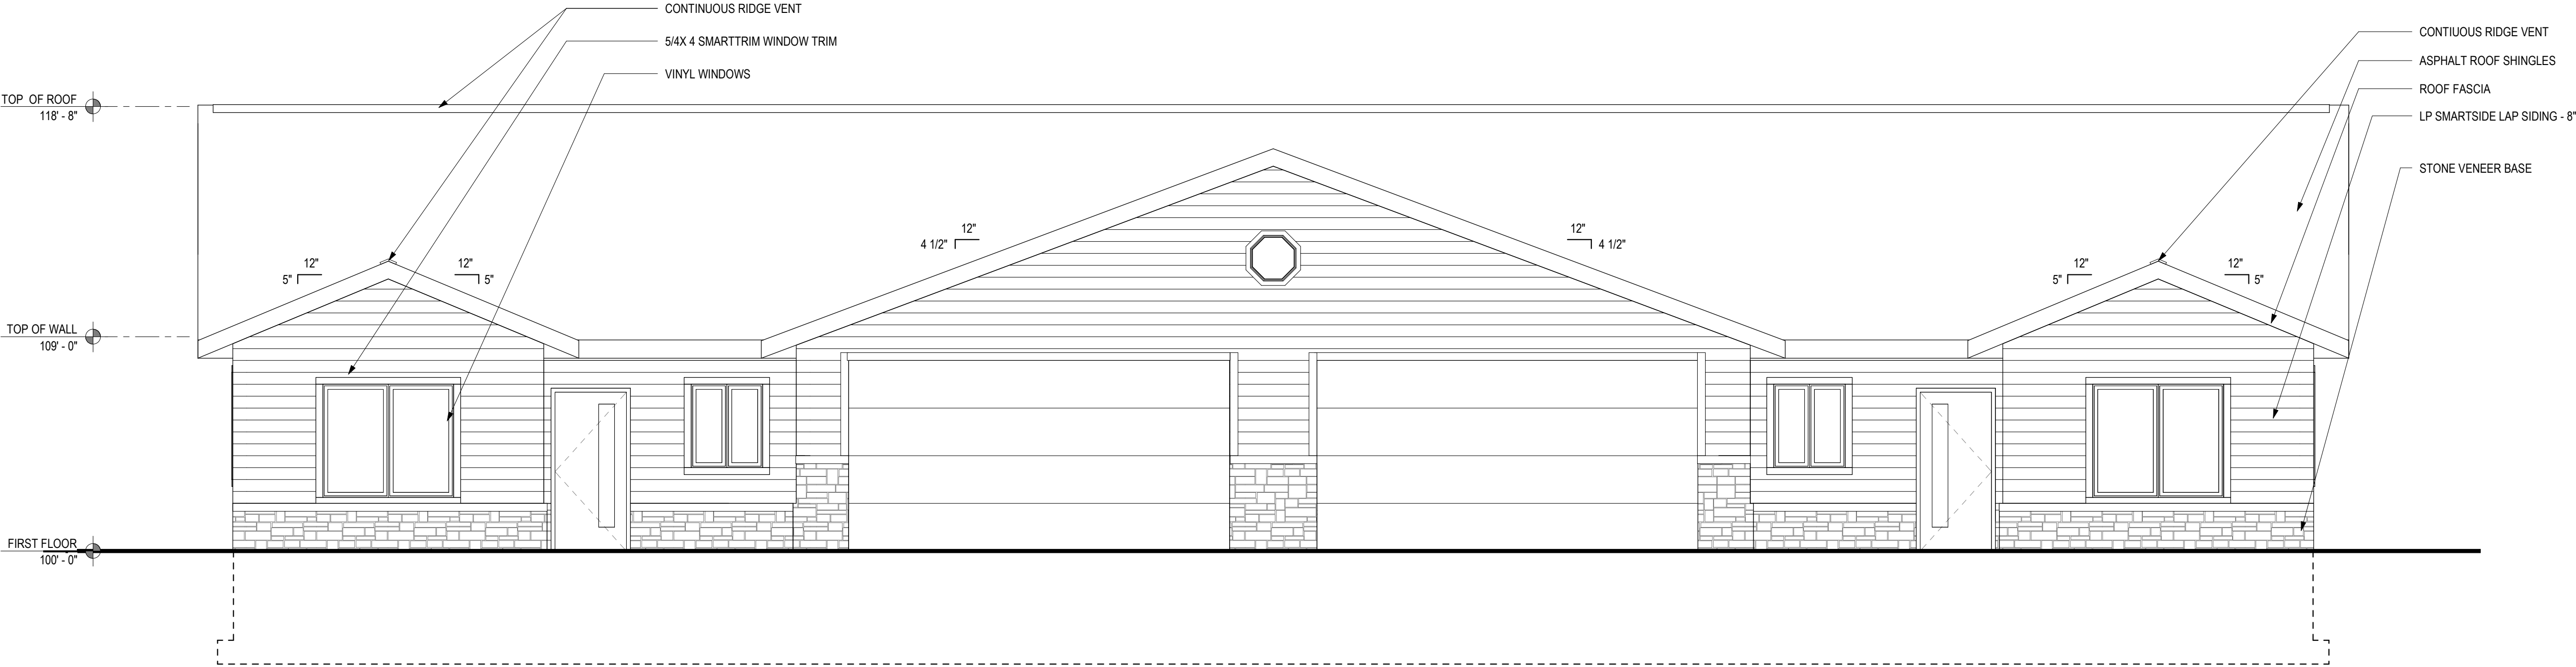 CONTINUOUS RIDGE VENT
5/4X 4 SMARTTRIM WINDOW TRIM
VINYL WINDOWS
CONTIUOUS RIDGE VENT
ASPHALT ROOF SHINGLES
ROOF FASCIA
LP SMARTSIDE LAP SIDING - 8"
STONE VENEER BASE
TOP OF ROOF
118' - 8"
12"
4 1/2"
12"
4 1/2"
12"
5"
12"
5"
12"
5"
12"
5"
TOP OF WALL
109' - 0"
FIRST FLOOR
100' - 0"